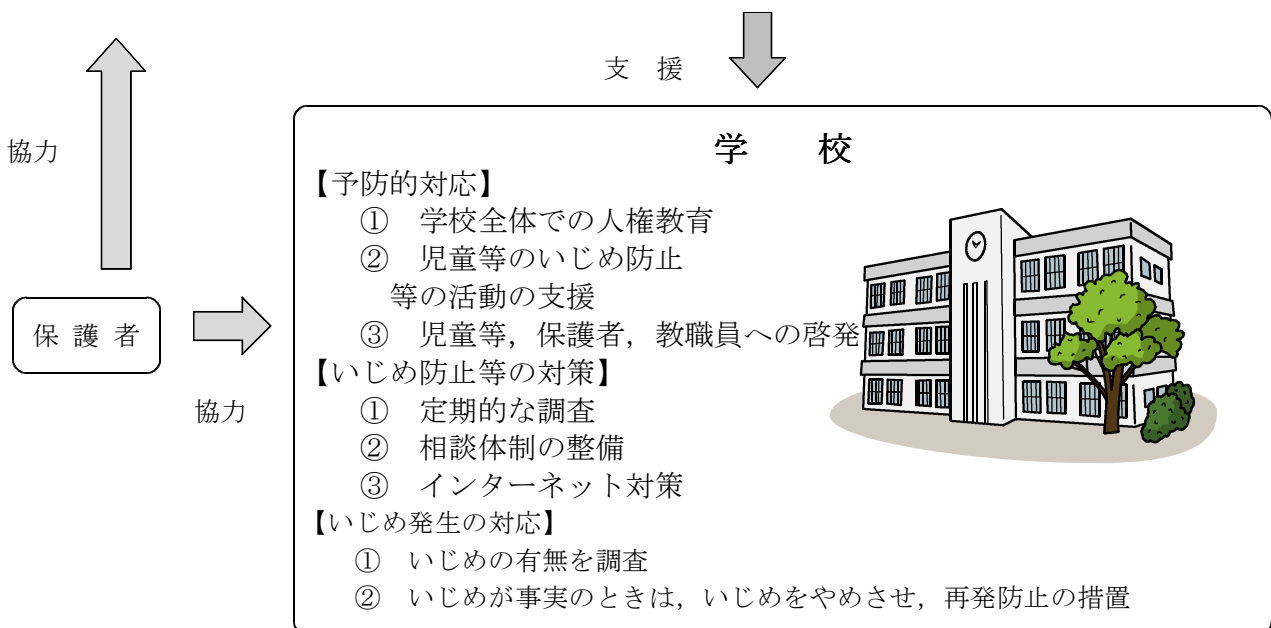 支　援
協力
学　　校
【予防的対応】
①　学校全体での人権教育
②　児童等のいじめ防止
等の活動の支援
③　児童等，保護者，教職員への啓発
保 護 者
協力
【いじめ防止等の対策】
①　定期的な調査
②　相談体制の整備
③　インターネット対策
【いじめ発生の対応】
①　いじめの有無を調査
②　いじめが事実のときは，いじめをやめさせ，再発防止の措置